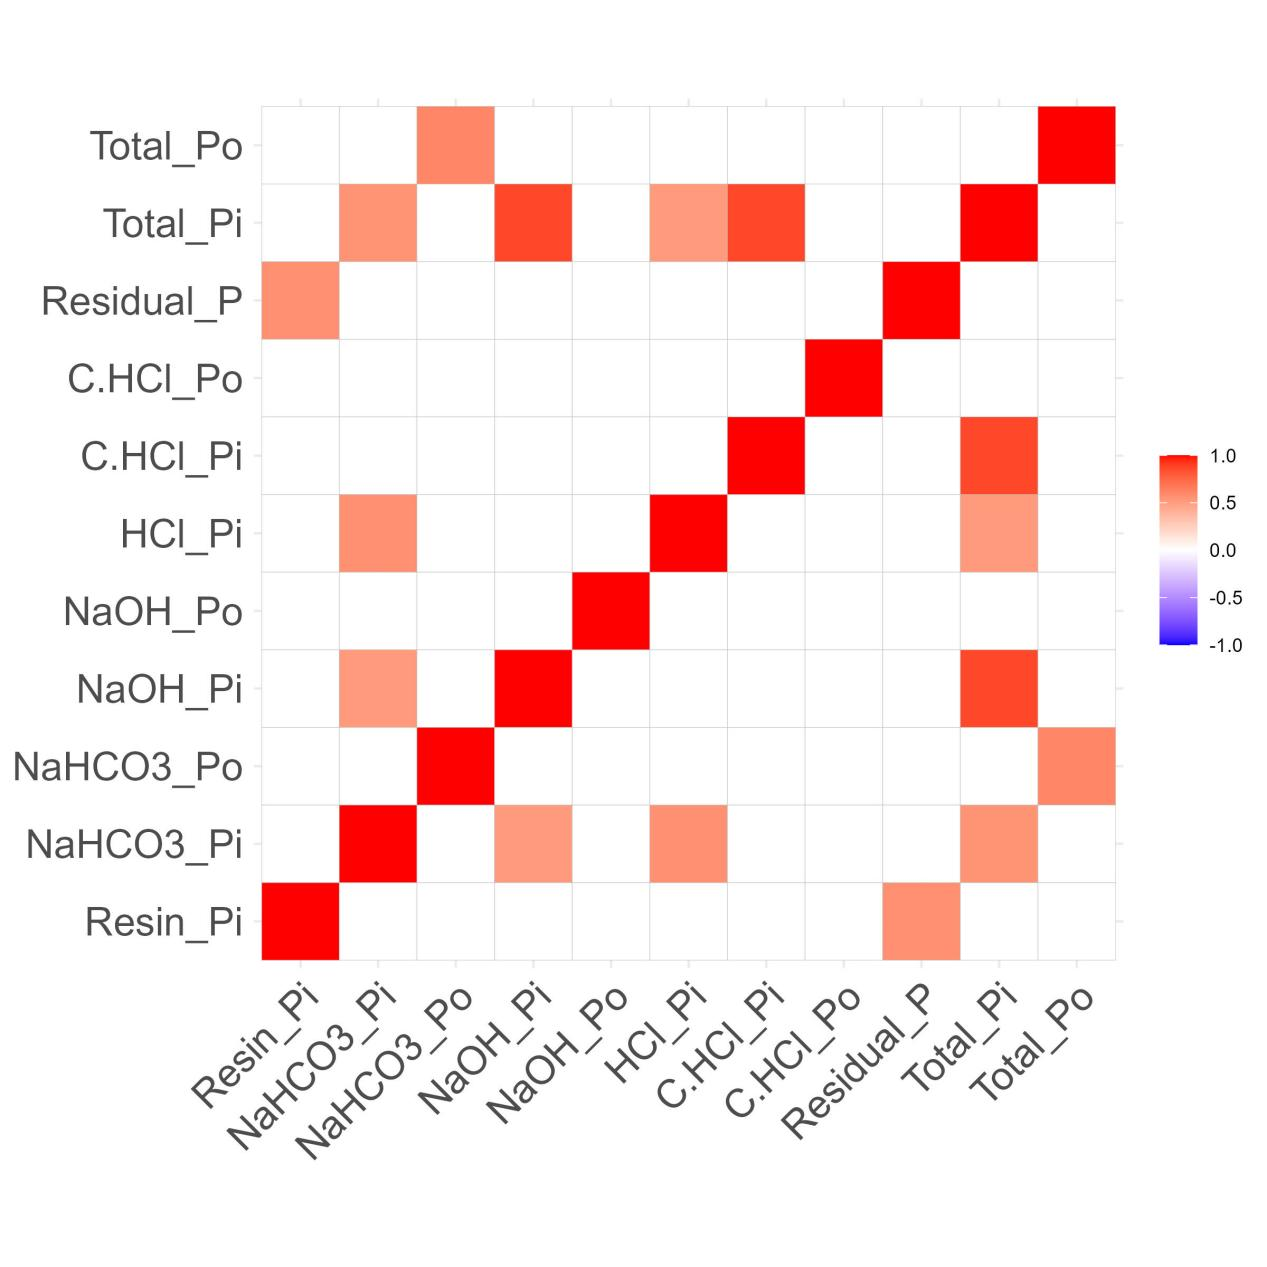 Total_Po
Total_Pi
Residual_P
C.HCl_Po
C.HCl_Pi
HCl_Pi
NaOH_Po
NaOH_Pi
NaHCO3_Po
NaHCO3_Pi
Resin_Pi
1.0
0.5
0.0
-0.5
-1.0
Resin_Pi
NaHCO3_Pi
NaHCO3_Po
NaOH_Pi
NaOH_Po
HCl_Pi
C.HCl_Pi
C.HCl_Po
Residual_P
Total_Pi
Total_Po